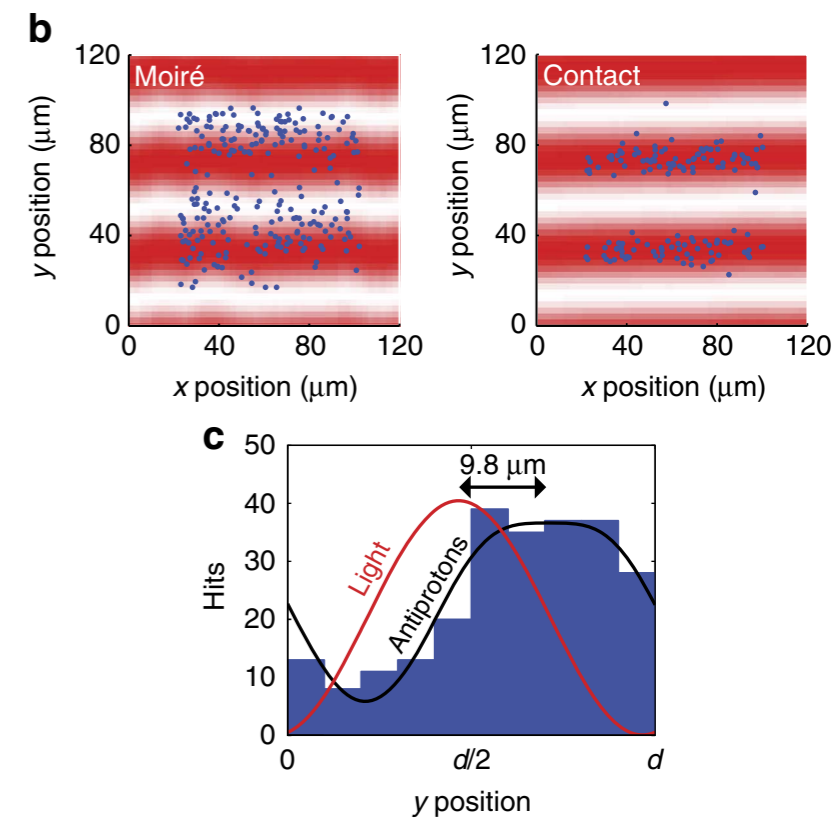 b
Moiré
y position (μm)
120
80
40
0
0 40 80 120
x position (μm)
Contact
y position (μm)
120
80
40
0
0 40 80 120
x position (μm)
c
9.8 μm
Light
Antiprotons
Hits
50
40
30
20
10
0
0 d/2 d
y position